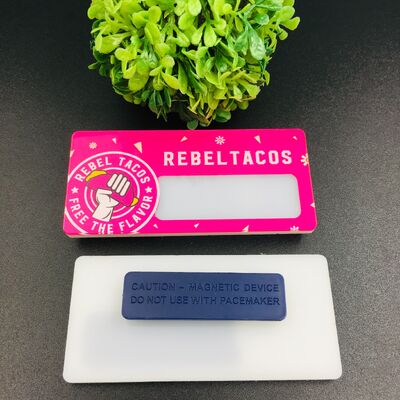 REBEL TACOS
FREE THE FLAVOR
REBELTACOS
CAUTION - MAGNETIC DEVICE
DO NOT USE WITH PACEMAKER